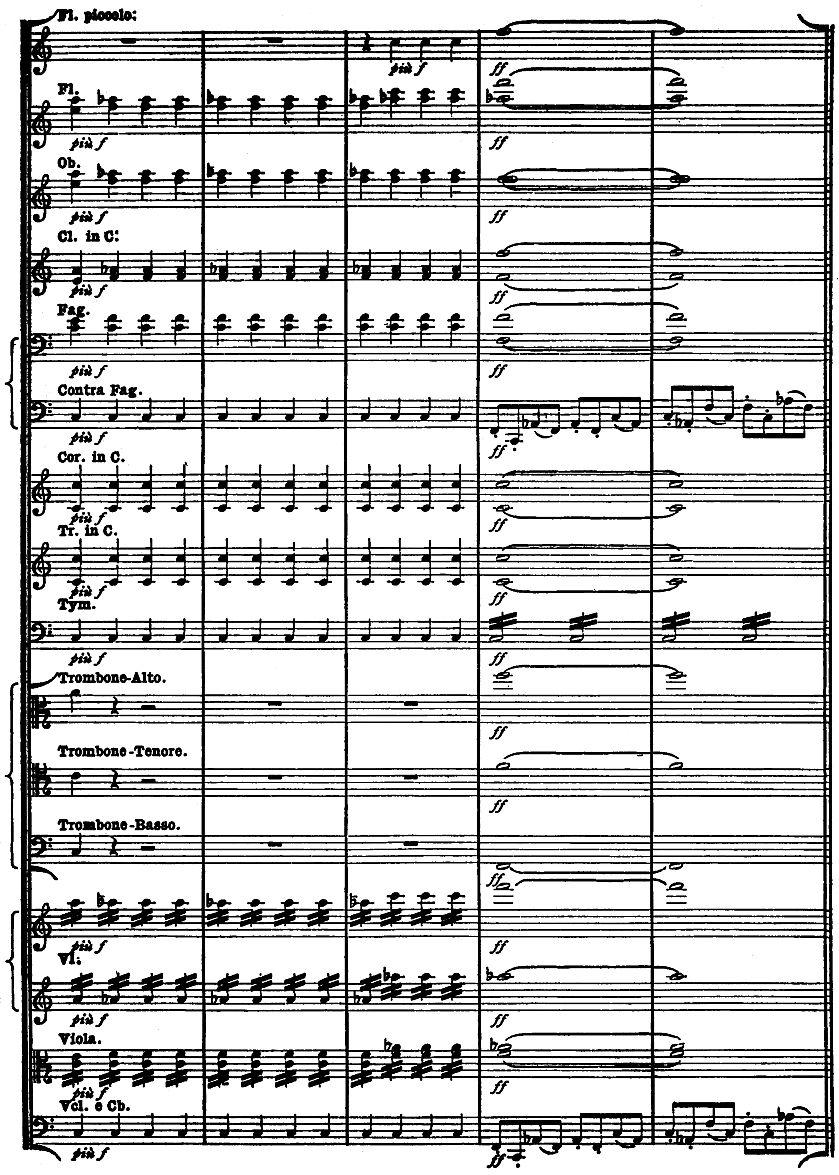 Fl. piccolo:
più f ff
Fl.
più f ff
Ob.
più f ff
Cl. in C:
più f ff
Fag.
più f ff
Contra Fag.
più f ff
Cor. in C.
più f ff
Tr. in C.
più f ff
Tym.
più f ff
Trombone-Alto.
ff
Trombone-Tenore.
ff
Trombone-Basso.
ff
più f ff
Vl.
più f ff
Viola.
più f ff
Vcl. e Cb.
più f ff